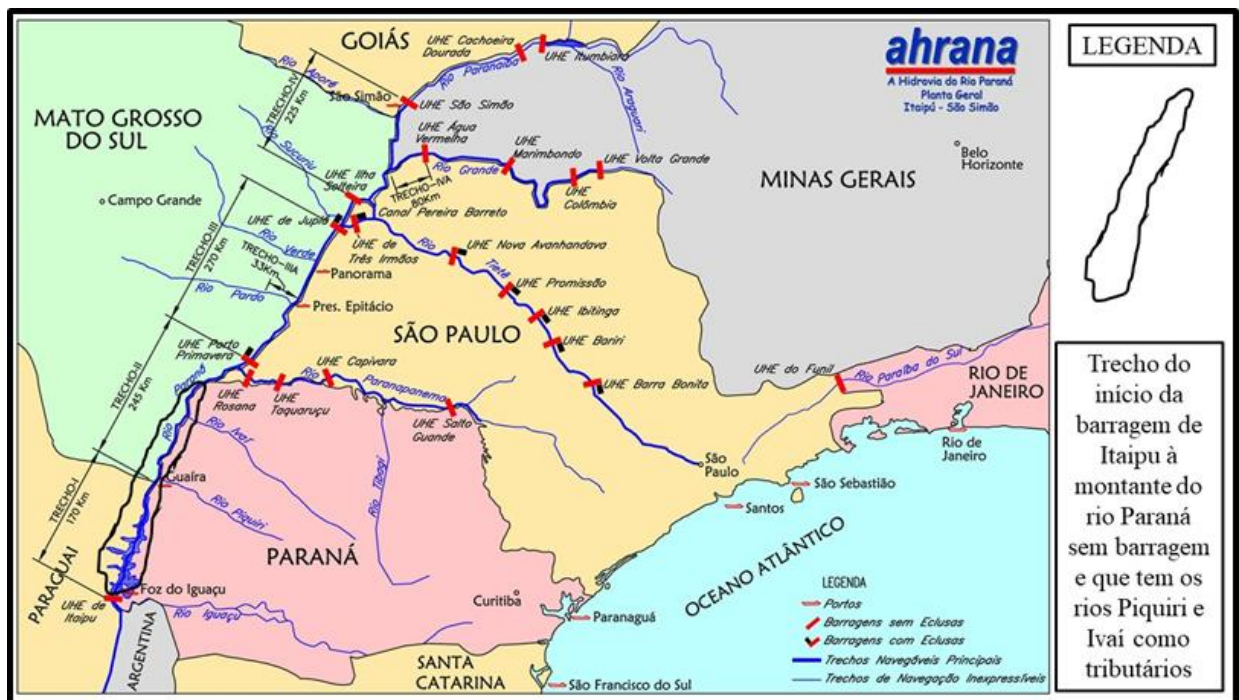 GOIÁS
UHE Cachoeira
Dourada
UHE Itumbiara
Rio Paranaíba
Rio Araguari
Rio Aporé
ahrana
A Hidrovia do Rio Paraná
Planta Geral
Itaipú - São Simão
LEGENDA
TRECHO-IV
225 Km
São Simão
UHE São Simão
MATO GROSSO
DO SUL
Rio Sucuriu
UHE Água
Vermelha
UHE
Marimbondo
UHE Volta Grande
Rio Grande
TRECHO-IVA
80Km
UHE
Colômbia
Belo
Horizonte
MINAS GERAIS
Campo Grande
UHE Ilha
Solteira
Canal Pereira Barreto
UHE de Jupiá
UHE de
Três Irmãos
TRECHO-III
270 Km
Rio Verde
TRECHO-IIIA
33Km
Rio Pardo
Panorama
Pres. Epitácio
Rio Tietê
UHE Nova Avanhandava
UHE Promissão
UHE Ibitinga
UHE Bariri
UHE Barra Bonita
SÃO PAULO
UHE Porto
Primavera
TRECHO-II
245 Km
Rio Paraná
UHE
Rosana
UHE
Taquaruçu
UHE Capivara
Rio Paranapanema
UHE Salto
Guande
UHE do Funil
Rio Paraíba do Sul
RIO DE
JANEIRO
Rio de
Janeiro
São
Paulo
São Sebastião
Santos
OCEANO ATLÂNTICO
Rio Ivaí
Rio Tibagi
Guaíra
Rio Piquiri
TRECHO-I
170 Km
PARANÁ
PARAGUAI
Foz do Iguaçu
UHE de
Itaipu
Rio Iguaçu
ARGENTINA
Curitiba
Paranaguá
SANTA
CATARINA
São Francisco do Sul
LEGENDA
Portos
Barragens sem Eclusas
Barragens com Eclusas
Trechos Navegáveis Principais
Trechos de Navegação Inexpressíveis
Trecho do
início da
barragem de
Itaipu à
montante do
rio Paraná
sem barragem
e que tem os
rios Piquiri e
Ivaí como
tributários